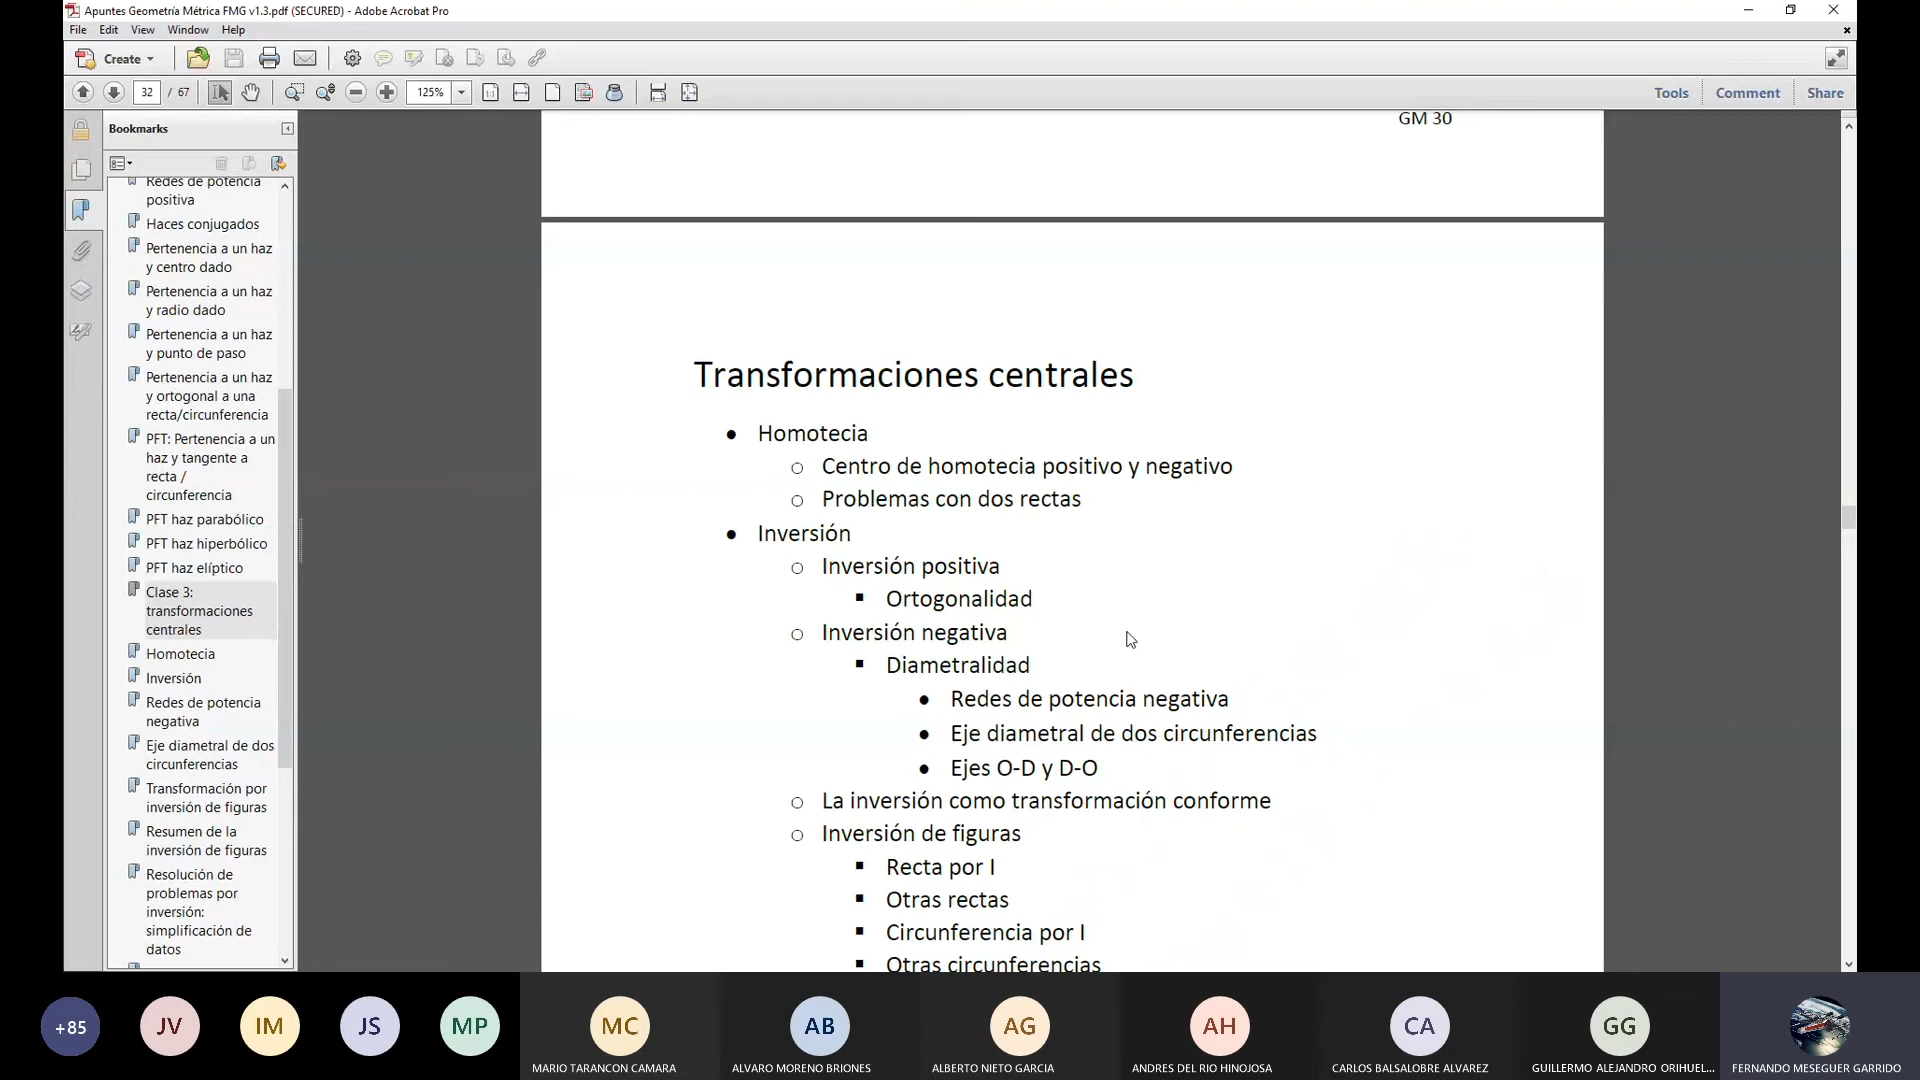 Apuntes Geometría Métrica FMG v1.3.pdf (SECURED) - Adobe Acrobat Pro
File Edit View Window Help
Create
32 / 67
125%
Tools Comment Share
Bookmarks
Redes de potencia
positiva
Haces conjugados
Pertenencia a un haz
y centro dado
Pertenencia a un haz
y radio dado
Pertenencia a un haz
y punto de paso
Pertenencia a un haz
y ortogonal a una
recta/circunferencia
PFT: Pertenencia a un
haz y tangente a
recta /
circunferencia
PFT haz parabólico
PFT haz hiperbólico
PFT haz elíptico
Clase 3:
transformaciones
centrales
Homotecia
Inversión
Redes de potencia
negativa
Eje diametral de dos
circunferencias
Transformación por
inversión de figuras
Resumen de la
inversión de figuras
Resolución de
problemas por
inversión:
simplificación de
datos
GM 30
Transformaciones centrales
• Homotecia
o Centro de homotecia positivo y negativo
o Problemas con dos rectas
• Inversión
o Inversión positiva
▪ Ortogonalidad
o Inversión negativa
▪ Diametralidad
• Redes de potencia negativa
• Eje diametral de dos circunferencias
• Ejes O-D y D-O
o La inversión como transformación conforme
o Inversión de figuras
▪ Recta por I
▪ Otras rectas
▪ Circunferencia por I
▪ Otras circunferencias
+85 JV IM JS MP MC AB AG AH CA GG
MARIO TARANCON CAMARA ALVARO MORENO BRIONES ALBERTO NIETO GARCIA ANDRES DEL RIO HINOJOSA CARLOS BALSALOBRE ALVAREZ GUILLERMO ALEJANDRO ORIHUEL... FERNANDO MESEGUER GARRIDO